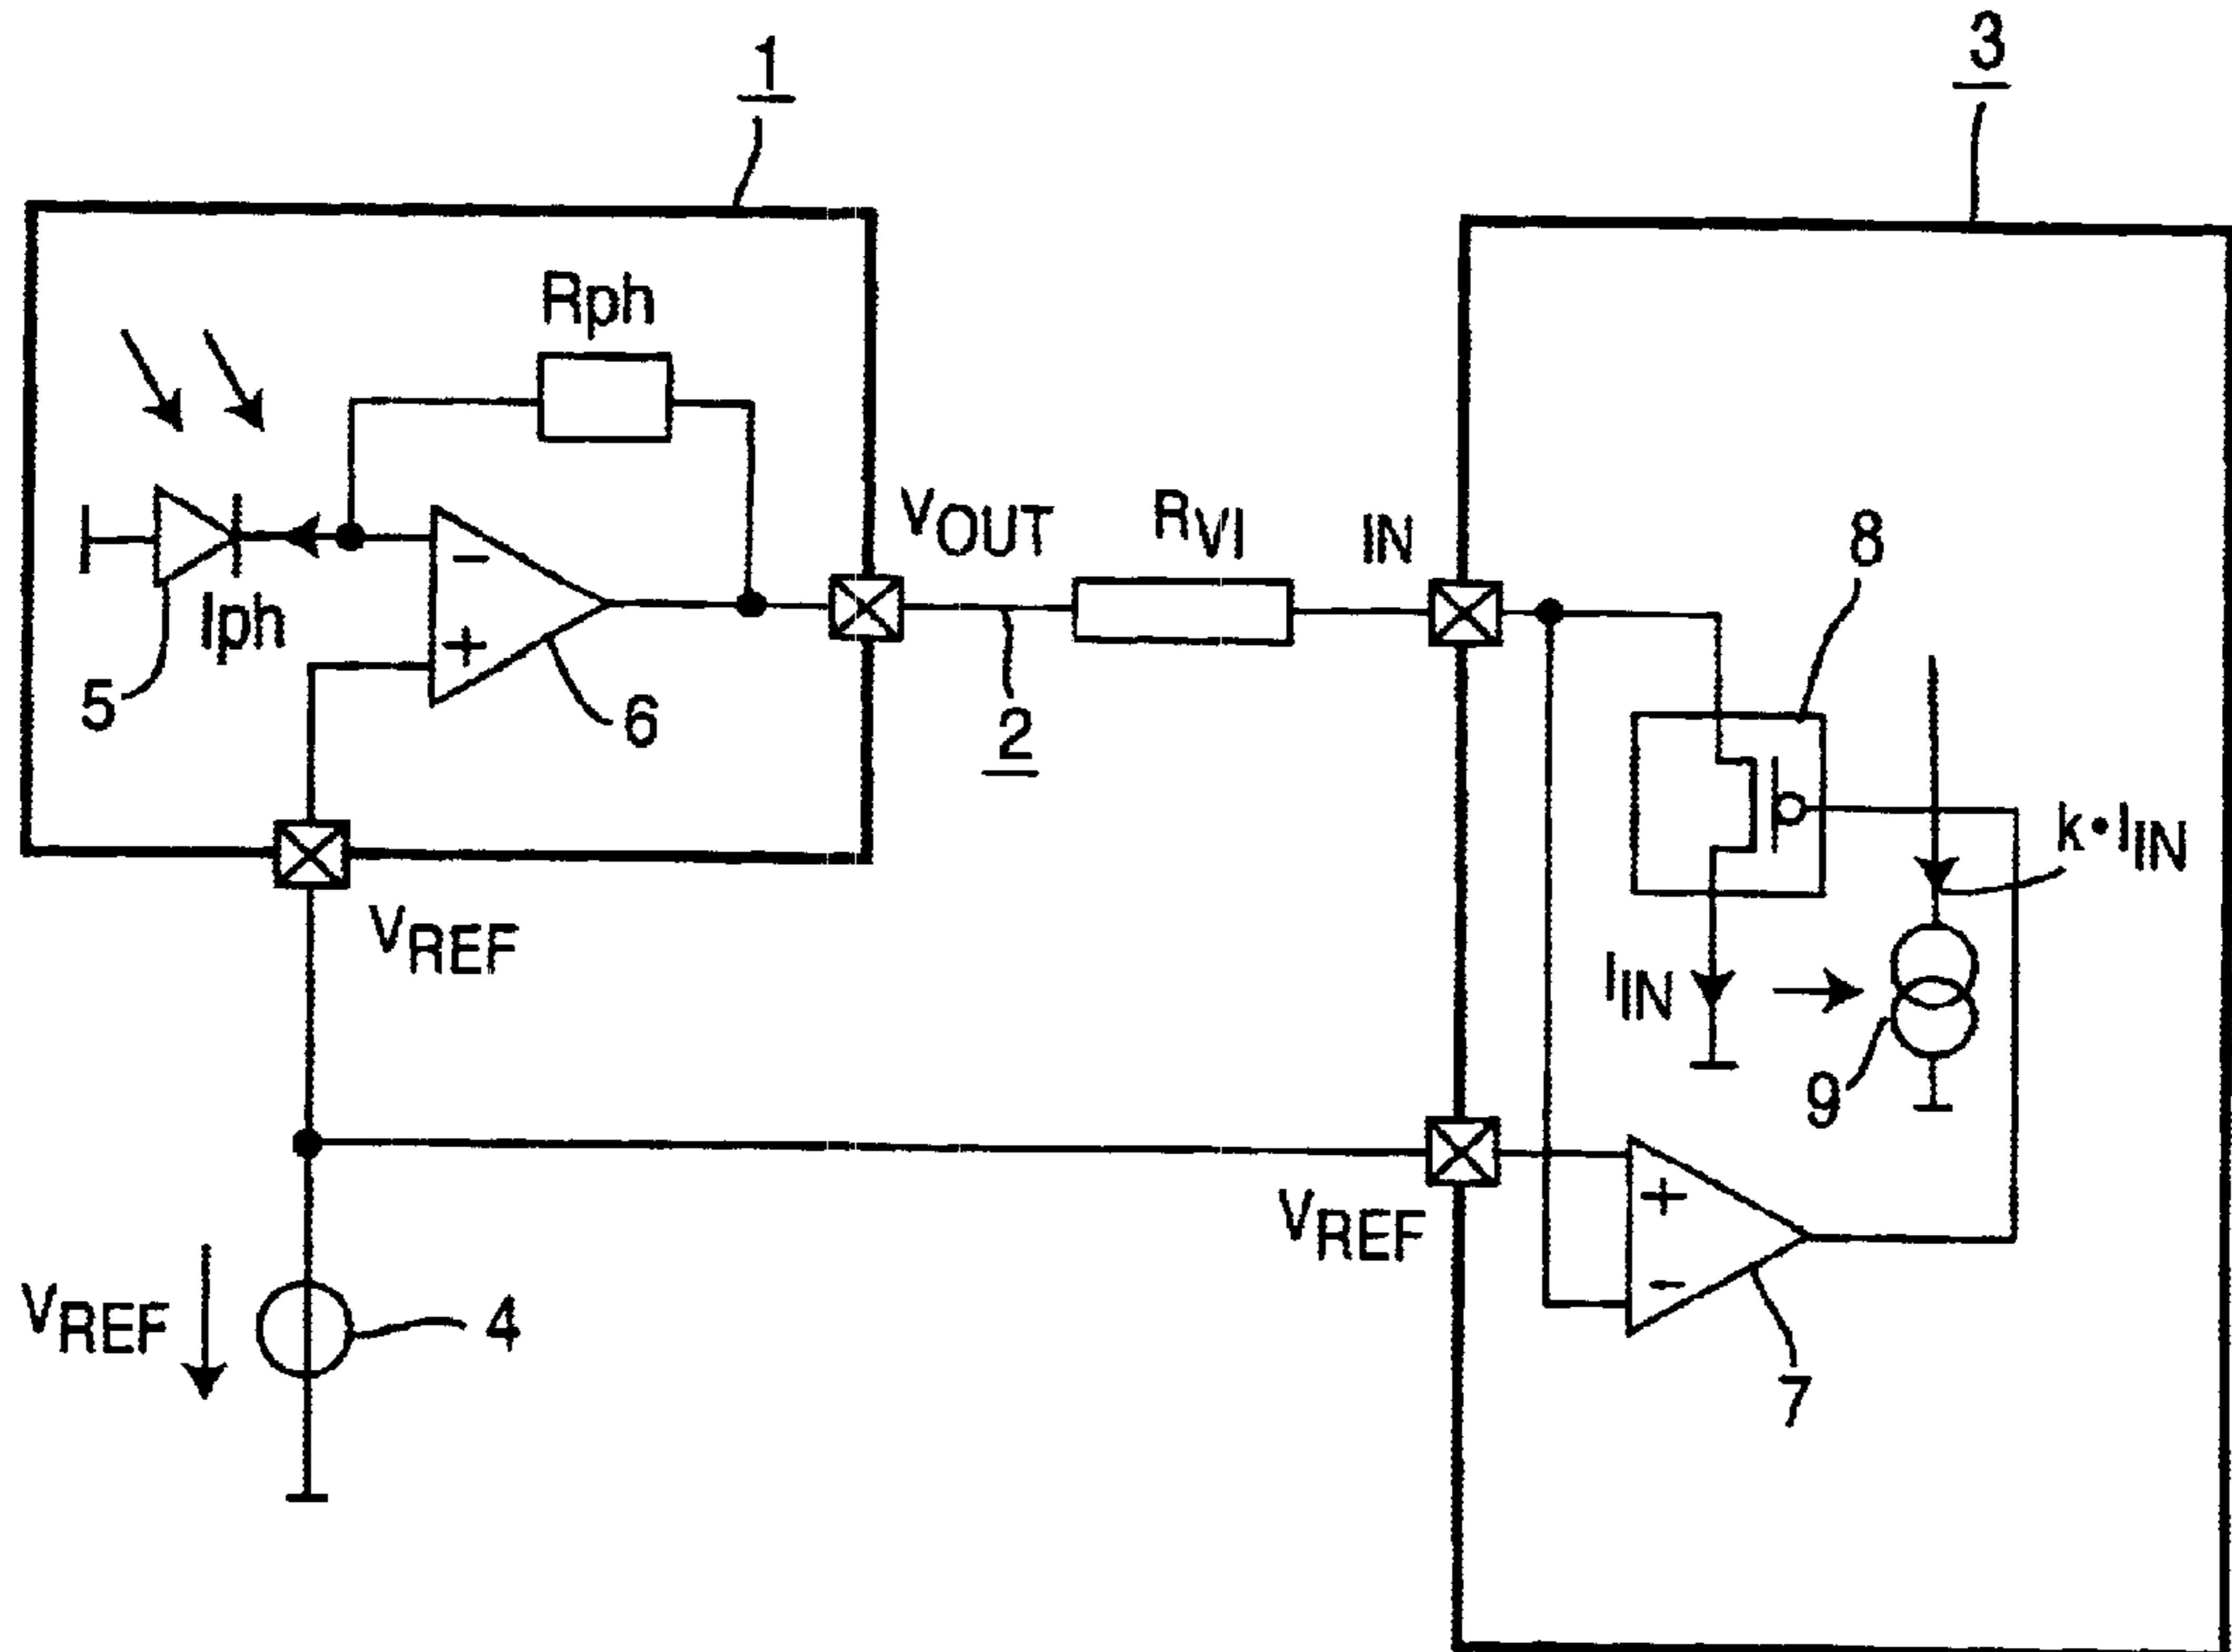 1
3
Rph
VOUT
RVI
IN
8
-
Iph
+
5
6
2
k•IIN
VREF
IIN
9
VREF
+
VREF
4
-
7